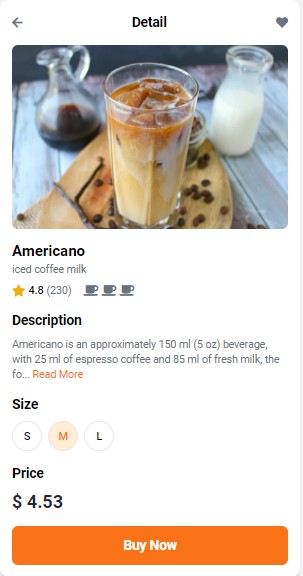 Detail
Americano
iced coffee milk
4.8 (230)
Description
Americano is an approximately 150 ml (5 oz) beverage,
with 25 ml of espresso coffee and 85 ml of fresh milk, the
fo... Read More
Size
S M L
Price
$ 4.53
Buy Now